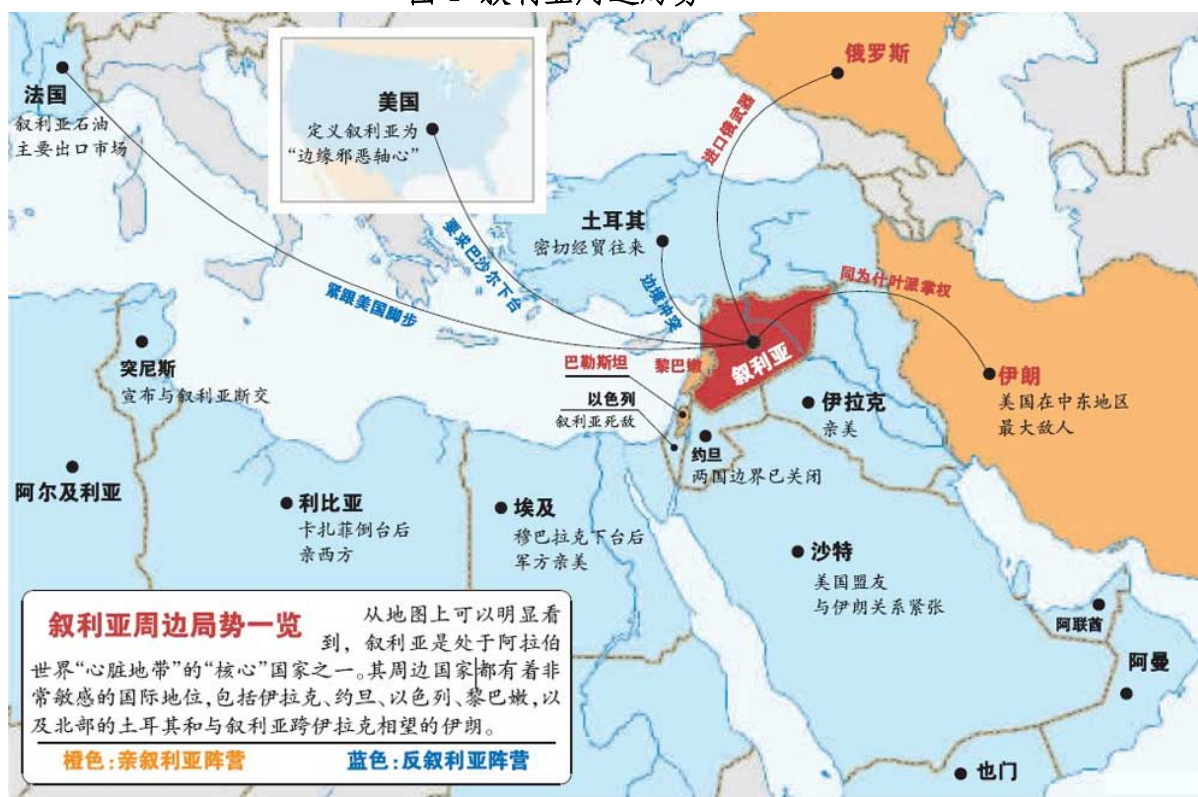 法国
叙利亚石油
主要出口市场
美国
定义叙利亚为
“边缘邪恶轴心”
俄罗斯
进口俄武器
土耳其
密切经贸往来
要求巴沙尔下台
边境冲突
紧跟美国脚步
同为什叶派掌权
突尼斯
宣布与叙利亚断交
巴勒斯坦
黎巴嫩
叙利亚
以色列
叙利亚死敌
伊朗
美国在中东地区
最大敌人
伊拉克
亲美
约旦
两国边界已关闭
阿尔及利亚
利比亚
卡扎菲倒台后
亲西方
埃及
穆巴拉克下台后
军方亲美
沙特
美国盟友
与伊朗关系紧张
阿联酋
阿曼
也门
叙利亚周边局势一览
从地图上可以明显看
到，叙利亚是处于阿拉伯
世界“心脏地带”的“核心”国家之一。其周边国家都有着非
常敏感的国际地位,包括伊拉克、约旦、以色列、黎巴嫩,以
及北部的土耳其和与叙利亚跨伊拉克相望的伊朗。
橙色:亲叙利亚阵营
蓝色:反叙利亚阵营